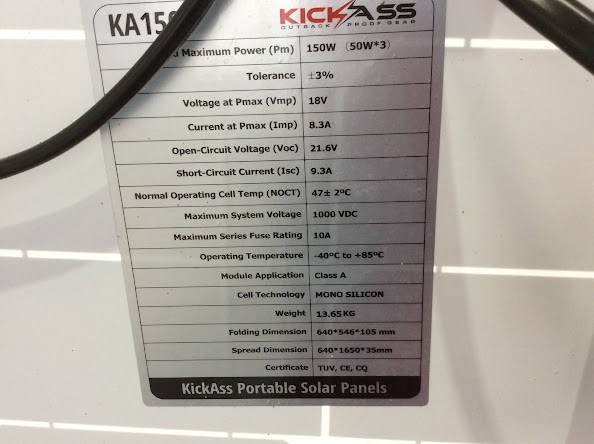 KICKASS
OUTBACK PROOF GEAR
Maximum Power (Pm) 150W (50W*3)
Tolerance ±3%
Voltage at Pmax (Vmp) 18V
Current at Pmax (Imp) 8.3A
Open-Circuit Voltage (Voc) 21.6V
Short-Circuit Current (Isc) 9.3A
Normal Operating Cell Temp (NOCT) 47± 2ºC
Maximum System Voltage 1000 VDC
Maximum Series Fuse Rating 10A
Operating Temperature -40ºC to +85ºC
Module Application Class A
Cell Technology MONO SILICON
Weight 13.65KG
Folding Dimension 640*546*105 mm
Spread Dimension 640*1650*35mm
Certificate TUV, CE, CQ
KickAss Portable Solar Panels